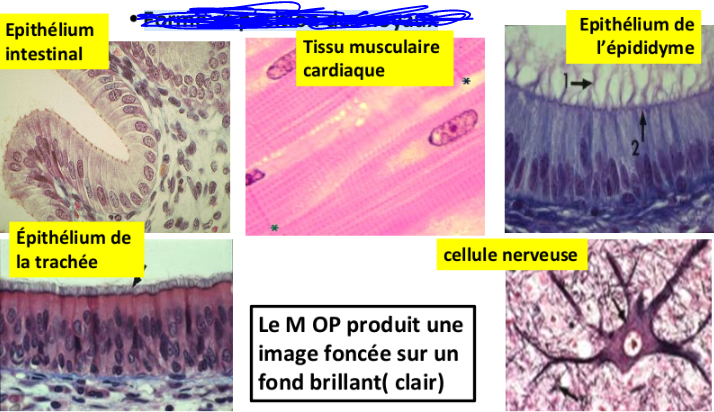 Epithélium
intestinal
Tissu musculaire
cardiaque
*
Epithélium de
l'épididyme
1
2
*
Épithélium de
la trachée
cellule nerveuse
Le M OP produit une
image foncée sur un
fond brillant( clair)